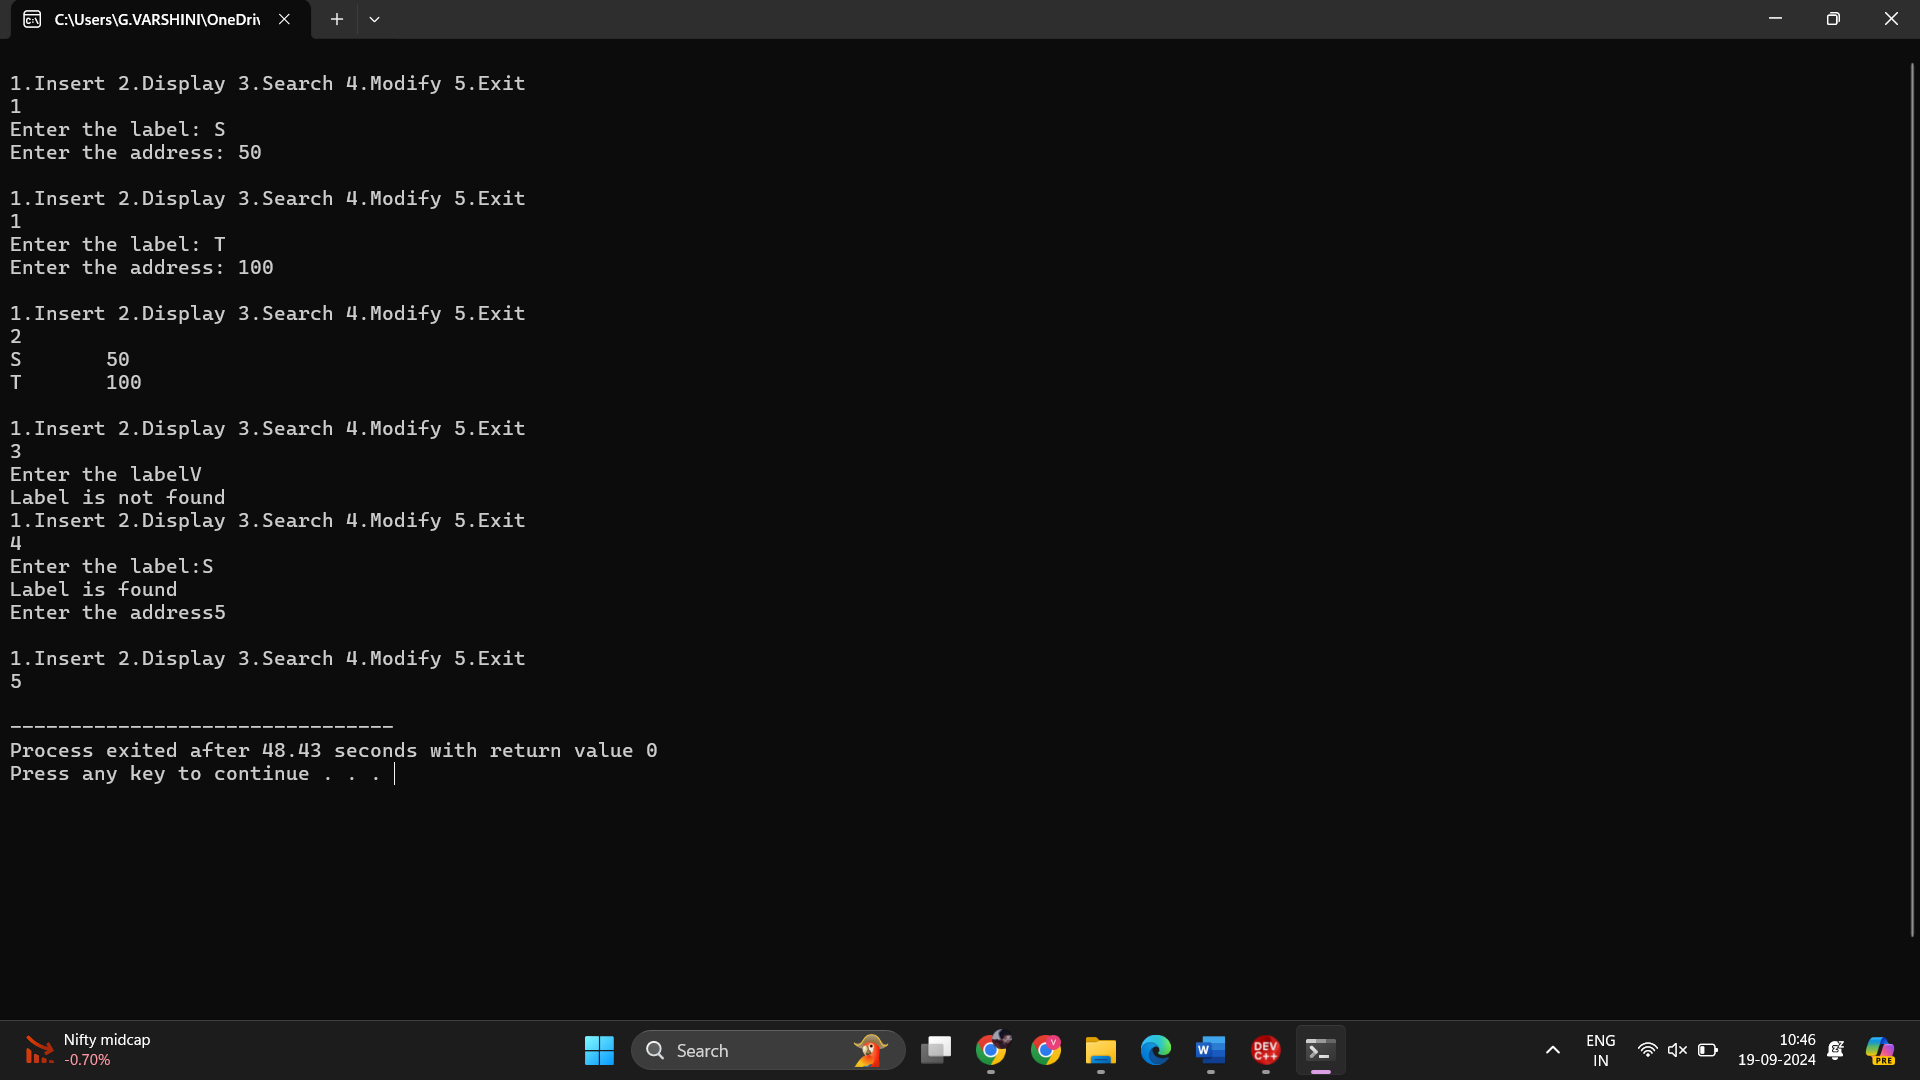 C:\Users\G.VARSHINI\OneDri
1.Insert 2.Display 3.Search 4.Modify 5.Exit
1
Enter the label: S
Enter the address: 50
1.Insert 2.Display 3.Search 4.Modify 5.Exit
1
Enter the label: T
Enter the address: 100
1.Insert 2.Display 3.Search 4.Modify 5.Exit
2
S 50
T 100
1.Insert 2.Display 3.Search 4.Modify 5.Exit
3
Enter the labelV
Label is not found
1.Insert 2.Display 3.Search 4.Modify 5.Exit
4
Enter the label:S
Label is found
Enter the address5
1.Insert 2.Display 3.Search 4.Modify 5.Exit
5
--------------------------------
Process exited after 48.43 seconds with return value 0
Press any key to continue . . .
Nifty midcap
-0.70%
Search
V
W
DEV
C++
ENG
IN
10:46
19-09-2024
PRE